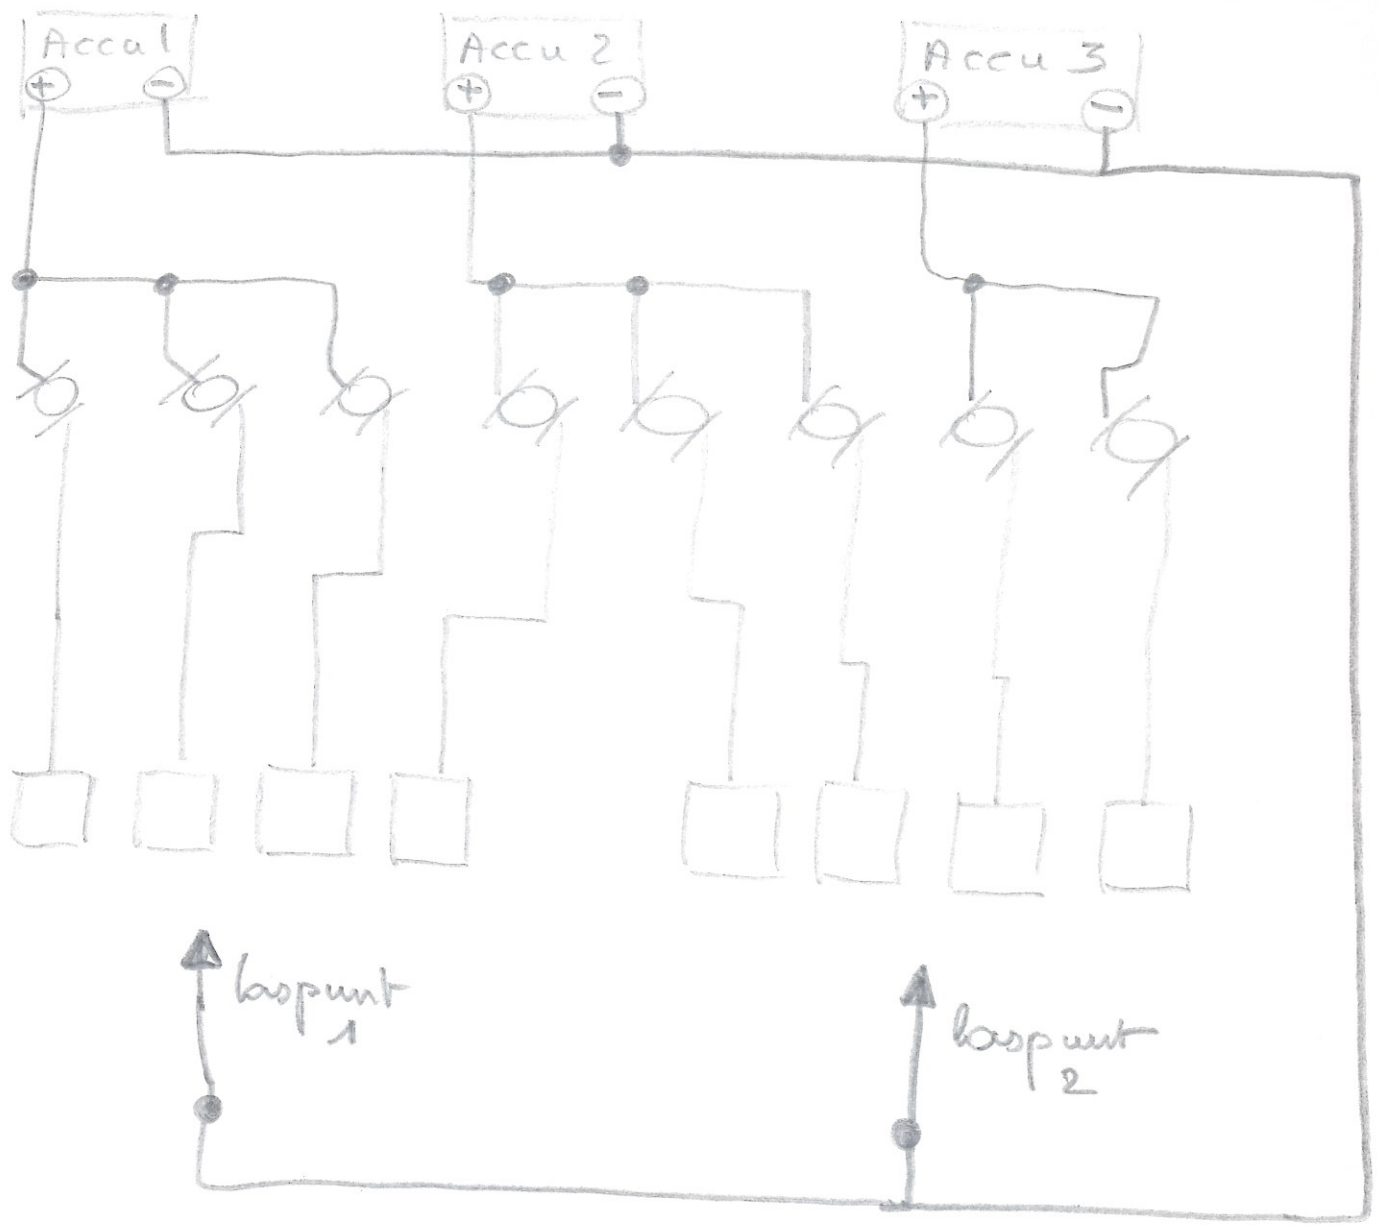 Accu 1
+ −
Accu 2
+ −
Accu 3
+ −
laspunt
1
laspunt
2